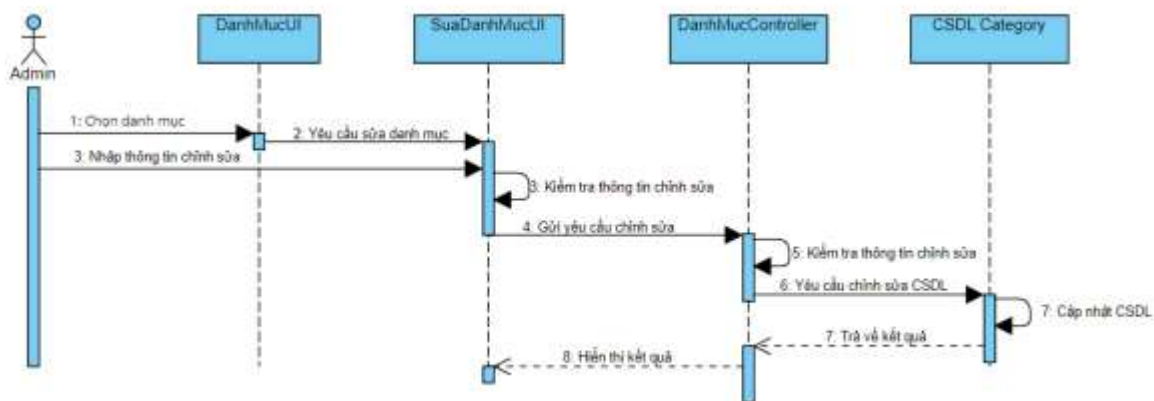 DanhMucUI
SuaDanhMucUI
DanhMucController
CSDL Category
Admin
1: Chọn danh mục
2: Yêu cầu sửa danh mục
3: Nhập thông tin chỉnh sửa
3: Kiểm tra thông tin chỉnh sửa
4: Gửi yêu cầu chỉnh sửa
5: Kiểm tra thông tin chỉnh sửa
6: Yêu cầu chỉnh sửa CSDL
7: Cập nhật CSDL
7: Trả về kết quả
8: Hiển thị kết quả